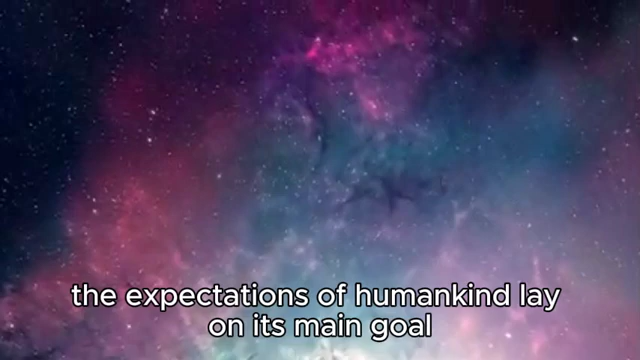 the expectations of humankind lay
on its main goal